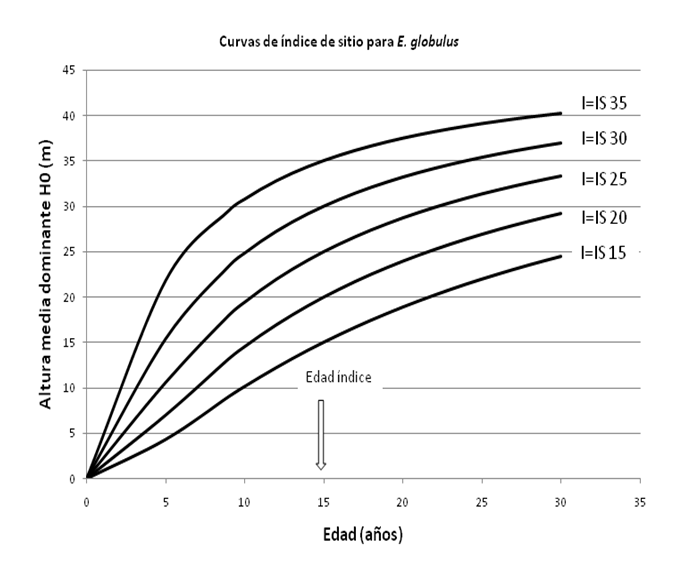 Curvas de índice de sitio para E. globulus
Altura media dominante H0 (m)
45
40
35
30
25
20
15
10
5
0
I=IS 35
I=IS 30
I=IS 25
I=IS 20
I=IS 15
Edad índice
0 5 10 15 20 25 30 35
Edad (años)